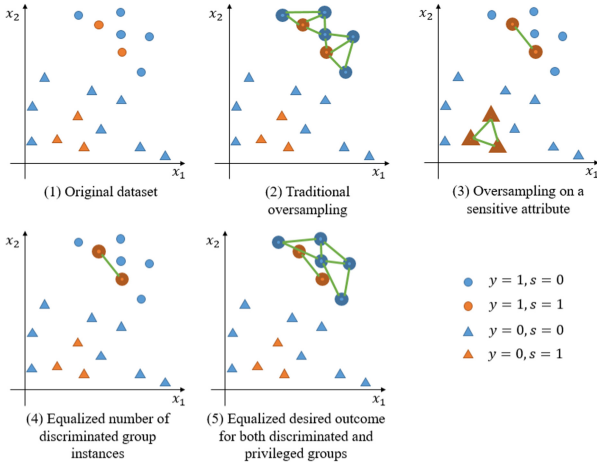 x₂
x₁
(1) Original dataset
x₂
x₁
(2) Traditional
oversampling
x₂
x₁
(3) Oversampling on a
sensitive attribute
x₂
x₁
(4) Equalized number of
discriminated group
instances
x₂
x₁
(5) Equalized desired outcome
for both discriminated and
privileged groups
y = 1, s = 0
y = 1, s = 1
y = 0, s = 0
y = 0, s = 1